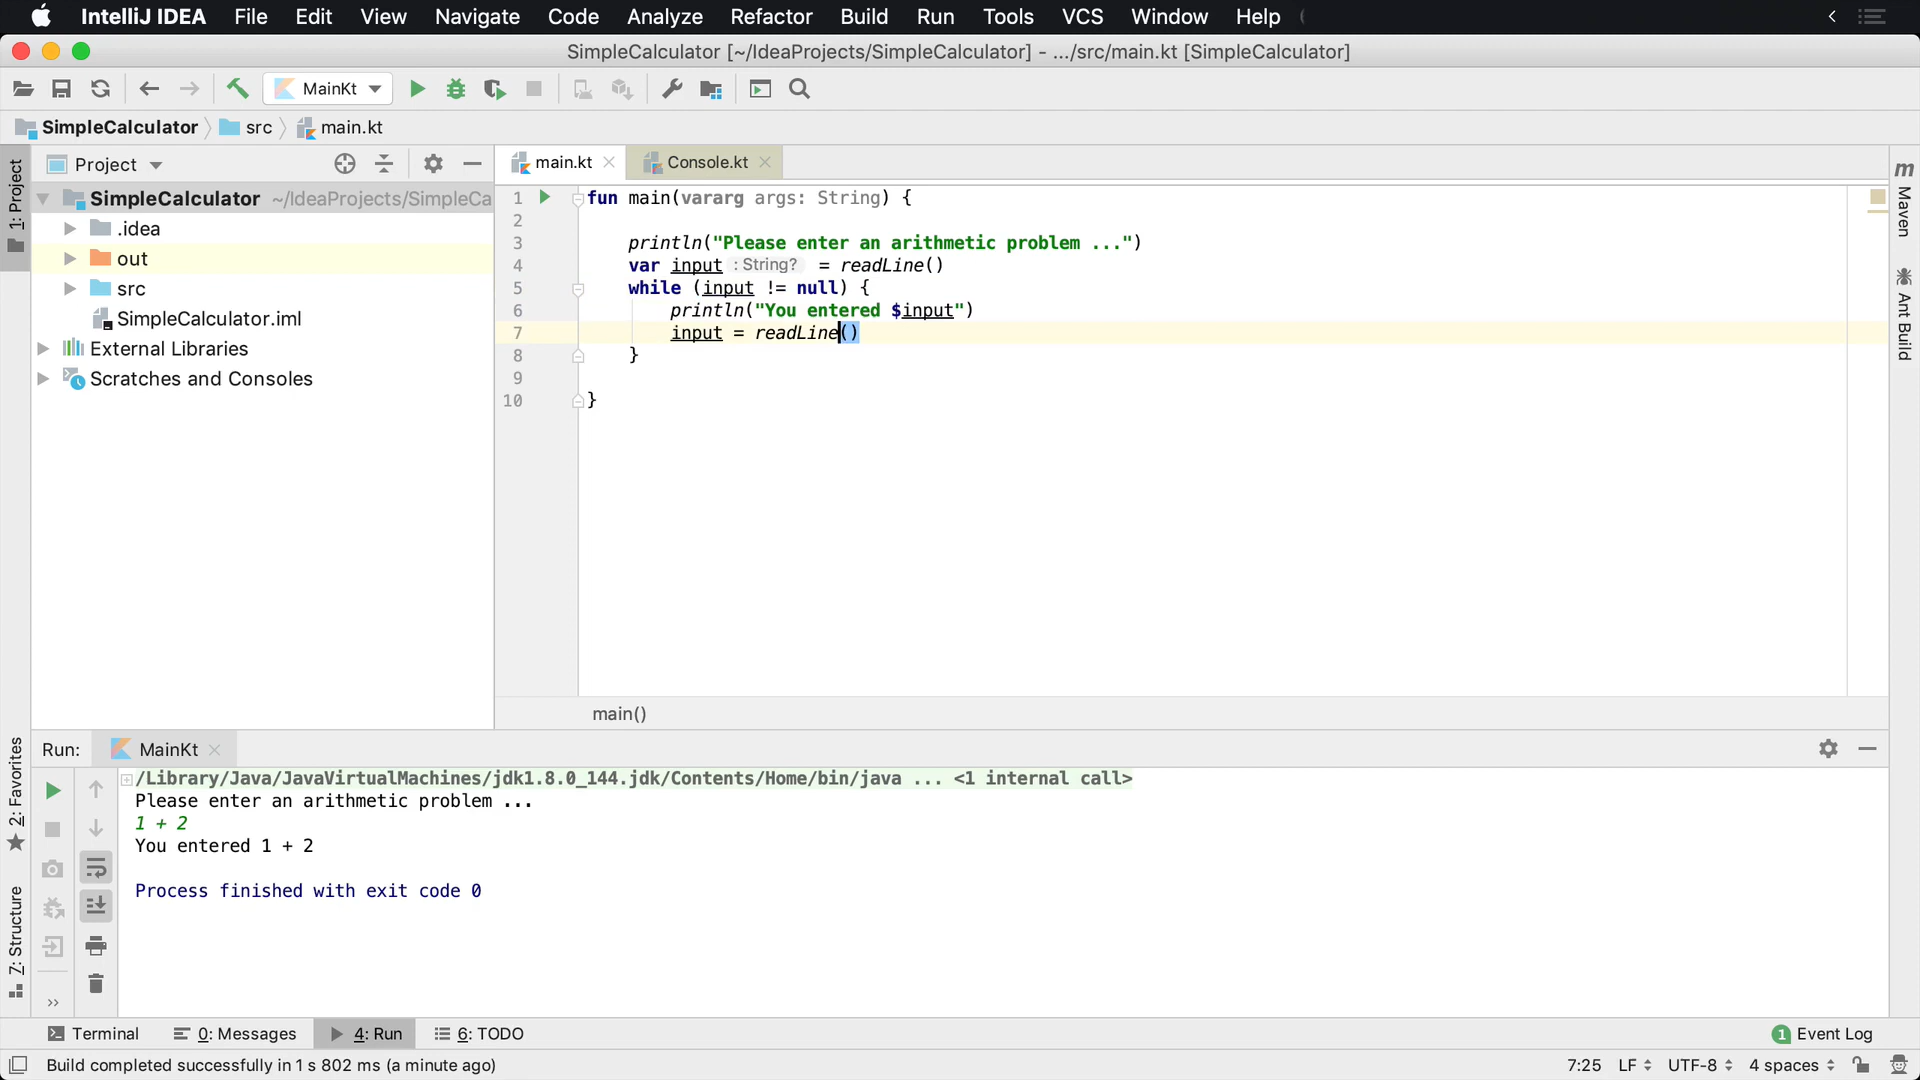 IntelliJ IDEA File Edit View Navigate Code Analyze Refactor Build Run Tools VCS Window Help
SimpleCalculator [~/IdeaProjects/SimpleCalculator] - .../src/main.kt [SimpleCalculator]
MainKt
SimpleCalculator src main.kt
1: Project
Project
SimpleCalculator ~/IdeaProjects/SimpleCa
.idea
out
src
SimpleCalculator.iml
External Libraries
Scratches and Consoles
main.kt Console.kt
1 fun main(vararg args: String) {
2
3 println("Please enter an arithmetic problem ...")
4 var input : String? = readLine()
5 while (input != null) {
6 println("You entered $input")
7 input = readLine()
8 }
9
10 }
main()
m Maven
Ant Build
Run: MainKt
/Library/Java/JavaVirtualMachines/jdk1.8.0_144.jdk/Contents/Home/bin/java ... <1 internal call>
Please enter an arithmetic problem ...
1 + 2
You entered 1 + 2
Process finished with exit code 0
2: Favorites
Z: Structure
>>
Terminal 0: Messages 4: Run 6: TODO 1 Event Log
Build completed successfully in 1 s 802 ms (a minute ago) 7:25 LF UTF-8 4 spaces